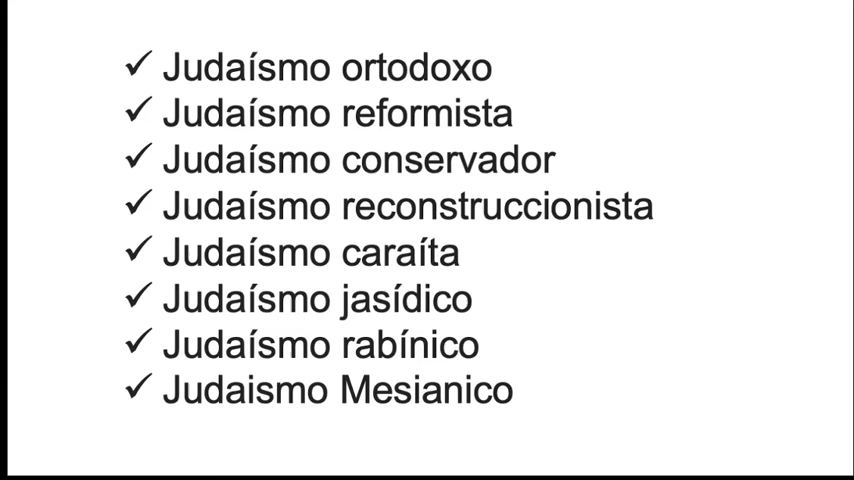 ✓ Judaísmo ortodoxo
✓ Judaísmo reformista
✓ Judaísmo conservador
✓ Judaísmo reconstruccionista
✓ Judaísmo caraíta
✓ Judaísmo jasídico
✓ Judaísmo rabínico
✓ Judaismo Mesianico